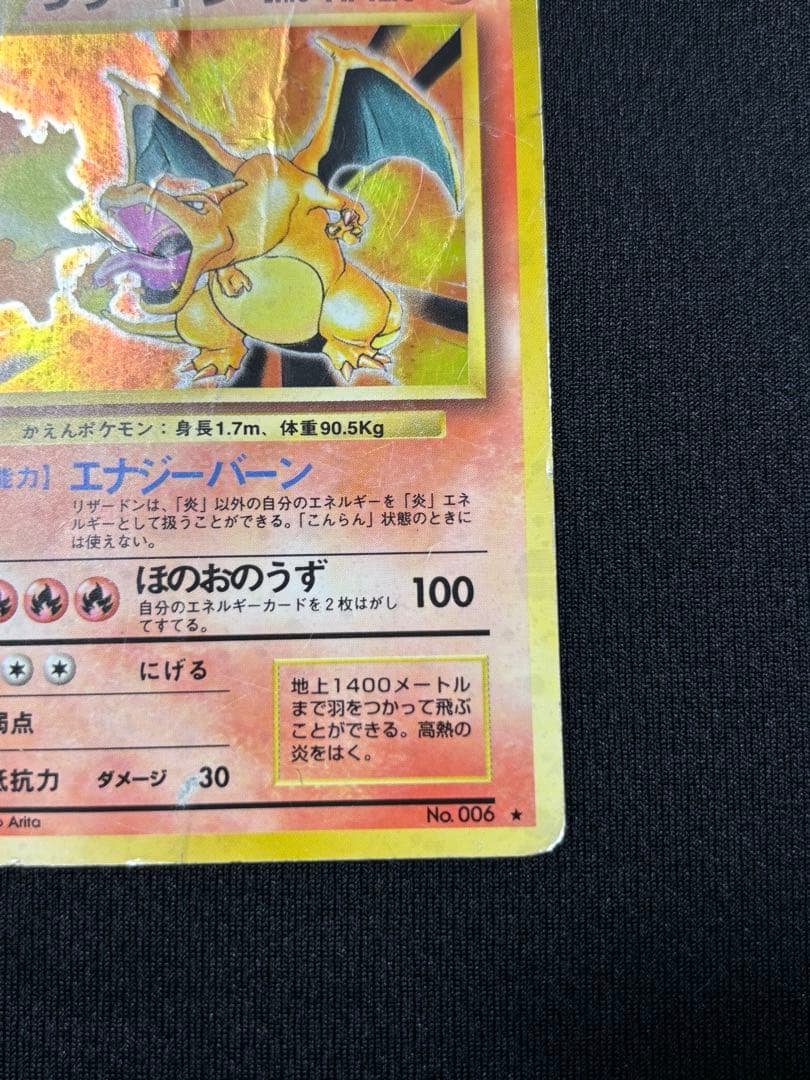 かえんポケモン：身長1.7m、体重90.5Kg
能力】エナジーバーン
リザードンは、「炎」以外の自分のエネルギーを「炎」エネ
ルギーとして扱うことができる。「こんらん」状態のときに
は使えない。
ほのおのうず 100
自分のエネルギーカードを2枚はがし
てすてる。
にげる
弱点
抵抗力 ダメージ 30
地上1400メートル
まで羽をつかって飛ぶ
ことができる。高熱の
炎をはく。
Arita
No. 006 ★